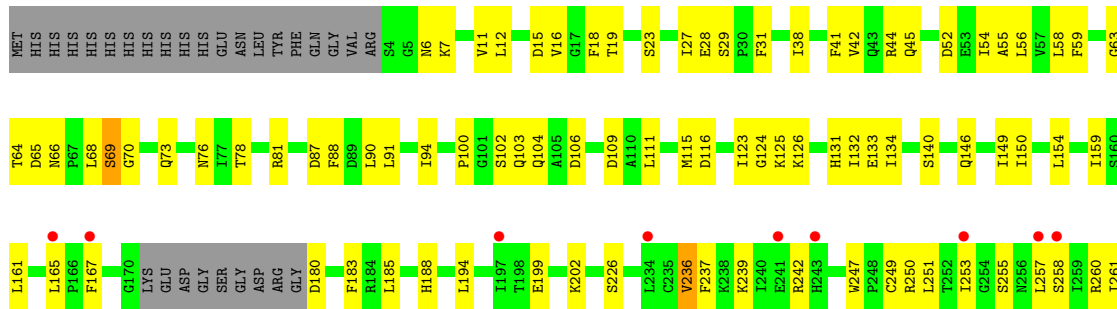 MET HIS HIS HIS HIS HIS HIS HIS HIS HIS HIS GLU ASN LEU TYR PHE GLN GLY VAL ARG S4 G5 N6 K7 V11 L12 D15 V16 G17 F18 T19 S23 I27 E28 S29 P30 F31 I38 F41 V42 Q43 R44 Q45 D52 E53 I54 A55 L56 V57 L58 F59 G63
T64 D65 N66 P67 L68 S69 G70 Q73 N76 I77 T78 R81 D87 F88 D89 L90 L91 I94 P100 G101 S102 Q103 Q104 A105 D106 D109 A110 L111 M115 D116 I123 G124 K125 K126 H131 I132 E133 I134 S140 Q146 I149 I150 L154 I159 S160
L161 L165 P166 F167 G170 LYS GLU ASP GLY SER GLY ASP ARG GLY D180 F183 R184 L185 H188 L194 I197 T198 E199 K202 S226 L234 C235 V236 F237 K238 K239 I240 E241 R242 H243 W247 P248 C249 R250 L251 T252 I253 G254 S255 N256 L257 S258 I259 R260 I261